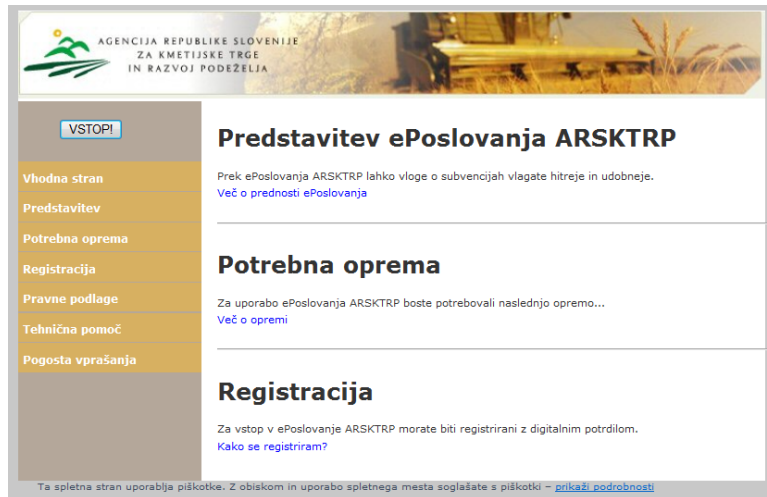 AGENCIJA REPUBLIKE SLOVENIJE
ZA KMETIJSKE TRGE
IN RAZVOJ PODEŽELJA
VSTOP!
Vhodna stran
Predstavitev
Potrebna oprema
Registracija
Pravne podlage
Tehnična pomoč
Pogosta vprašanja
Predstavitev ePoslovanja ARSKTRP
Prek ePoslovanja ARSKTRP lahko vloge o subvencijah vlagate hitreje in udobneje.
Več o prednosti ePoslovanja
Potrebna oprema
Za uporabo ePoslovanja ARSKTRP boste potrebovali naslednjo opremo...
Več o opremi
Registracija
Za vstop v ePoslovanje ARSKTRP morate biti registrirani z digitalnim potrdilom.
Kako se registriram?
Ta spletna stran uporablja piškotke. Z obiskom in uporabo spletnega mesta soglašate s piškotki – prikaži podrobnosti